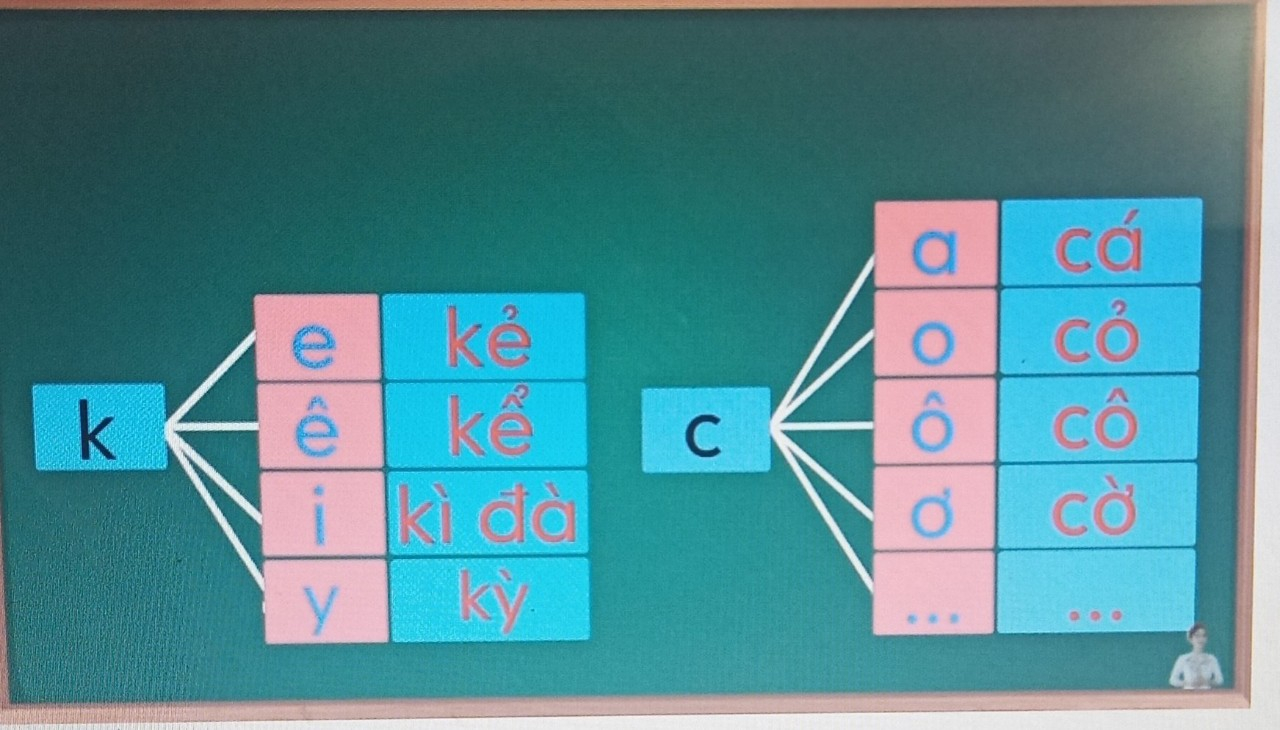 k
e kẻ
ê kể
i kì đà
y kỳ
c
a cá
o cỏ
ô cô
ơ cờ
... ...